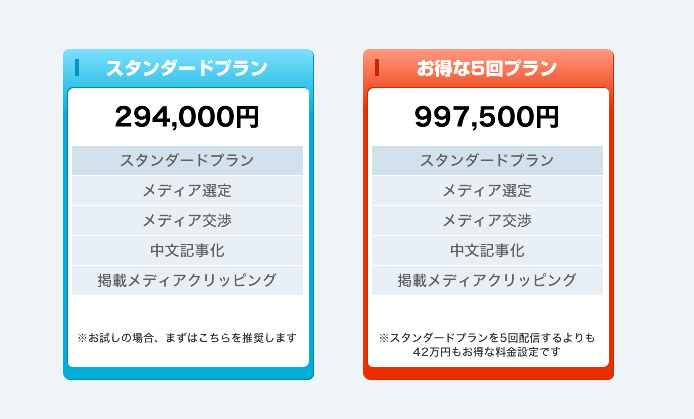 スタンダードプラン
294,000円
スタンダードプラン
メディア選定
メディア交渉
中文記事化
掲載メディアクリッピング
※お試しの場合、まずはこちらを推奨します
お得な5回プラン
997,500円
スタンダードプラン
メディア選定
メディア交渉
中文記事化
掲載メディアクリッピング
※スタンダードプランを5回配信するよりも
42万円もお得な料金設定です